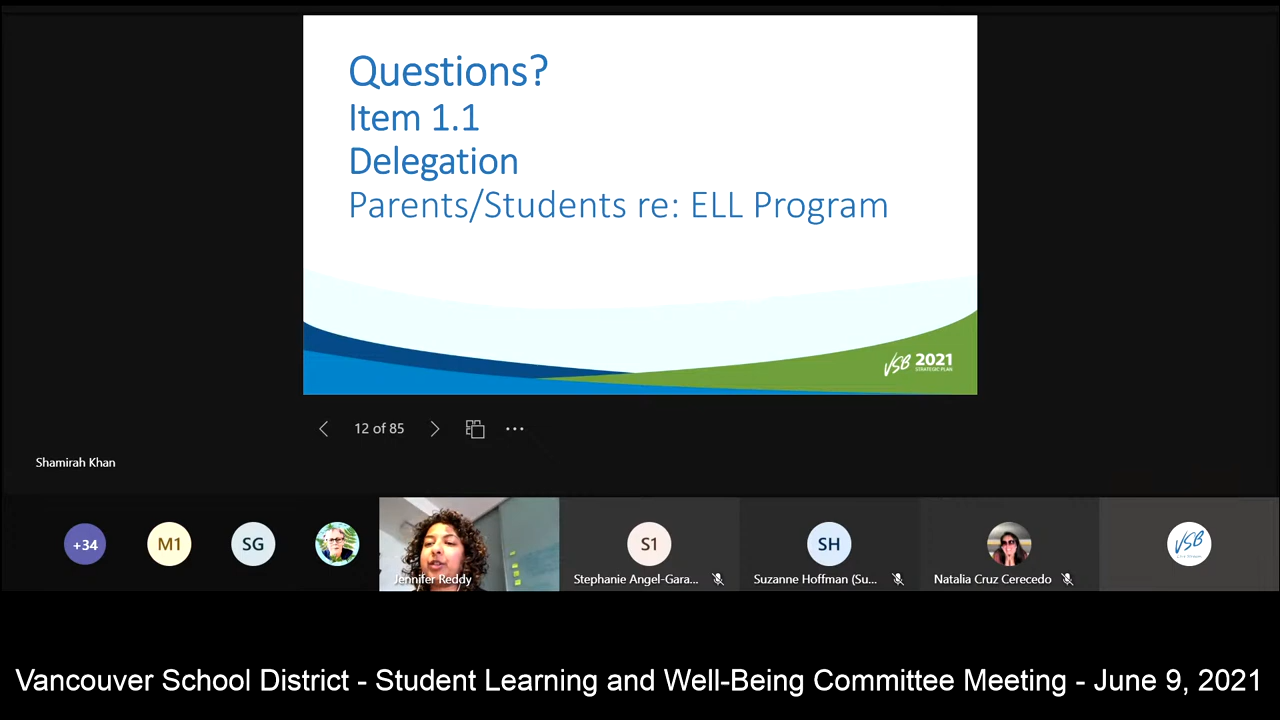 Questions?
Item 1.1
Delegation
Parents/Students re: ELL Program
VSB 2021
STRATEGIC PLAN
12 of 85
Shamirah Khan
+34
M1
SG
Jennifer Reddy
S1
Stephanie Angel-Gara...
SH
Suzanne Hoffman (Su...
Natalia Cruz Cerecedo
VSB
Vancouver School District - Student Learning and Well-Being Committee Meeting - June 9, 2021